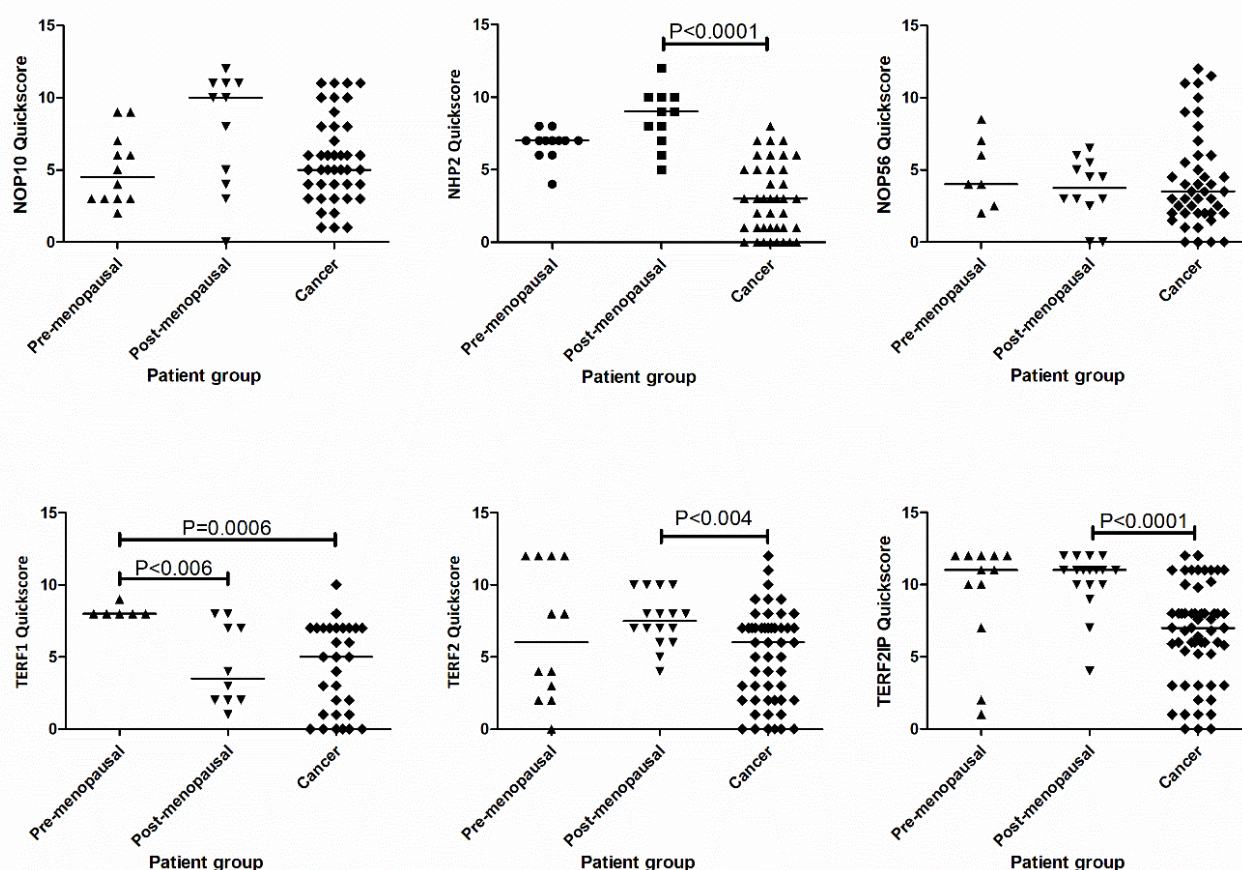 NOP10 Quickscore
15
10
5
0
Pre-menopausal
Post-menopausal
Cancer
Patient group
NHP2 Quickscore
15
10
5
0
P<0.0001
Pre-menopausal
Post-menopausal
Cancer
Patient group
NOP56 Quickscore
15
10
5
0
Pre-menopausal
Post-menopausal
Cancer
Patient group
TERF1 Quickscore
15
10
5
0
P=0.0006
P<0.006
Pre-menopausal
Post-menopausal
Cancer
Patient group
TERF2 Quickscore
15
10
5
0
P<0.004
Pre-menopausal
Post-menopausal
Cancer
Patient group
TERF2IP Quickscore
15
10
5
0
P<0.0001
Pre-menopausal
Post-menopausal
Cancer
Patient group